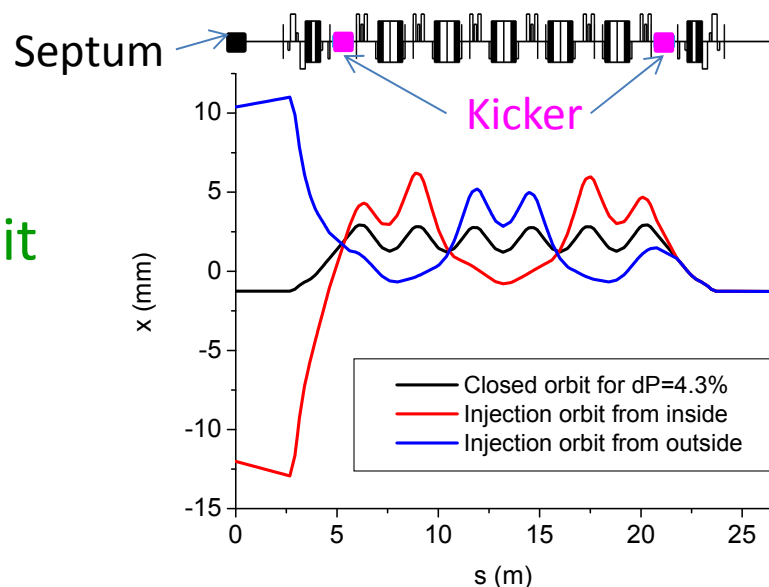 Septum
Kicker
it
10
5
0
-5
-10
-15
x (mm)
Closed orbit for dP=4.3%
Injection orbit from inside
Injection orbit from outside
0
5
10
15
20
25
s (m)